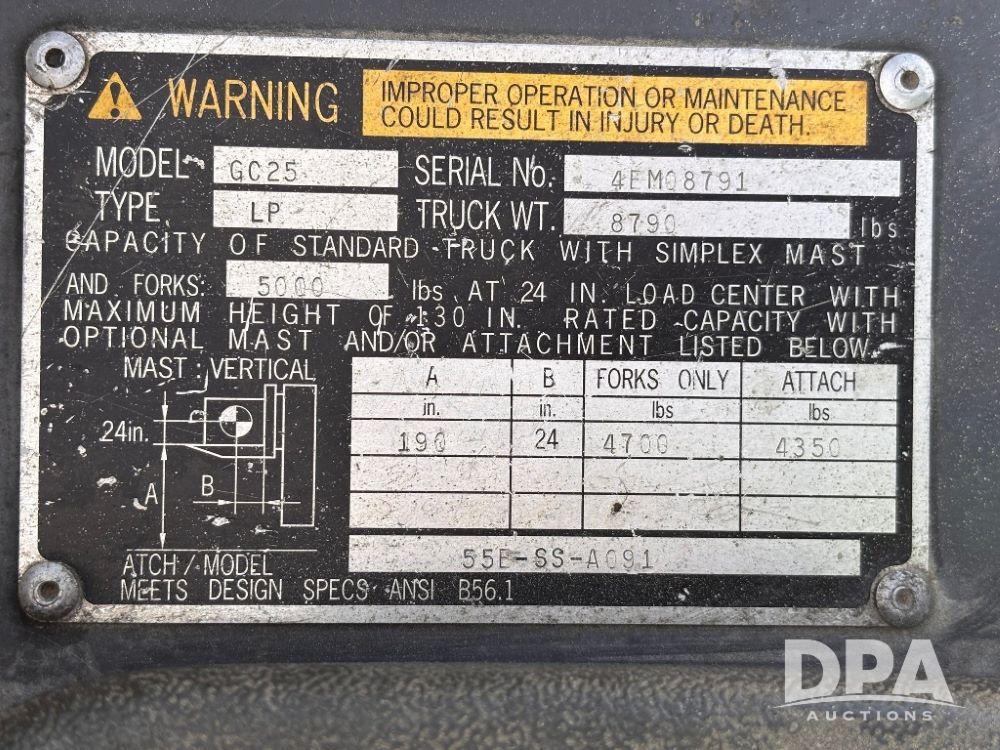 WARNING IMPROPER OPERATION OR MAINTENANCE
COULD RESULT IN INJURY OR DEATH.
MODEL GC25 SERIAL No. 4EM08791
TYPE LP TRUCK WT. 8790 lbs
CAPACITY OF STANDARD TRUCK WITH SIMPLEX MAST
AND FORKS: 5000 lbs AT 24 IN. LOAD CENTER WITH
MAXIMUM HEIGHT OF 130 IN. RATED CAPACITY WITH
OPTIONAL MAST AND/OR ATTACHMENT LISTED BELOW.
MAST : VERTICAL A B FORKS ONLY ATTACH
in. in. lbs lbs
24in. B 190 24 4700 4350
A B
ATCH / MODEL 55E-SS-A091
MEETS DESIGN SPECS ANSI B56.1
DPA
AUCTIONS